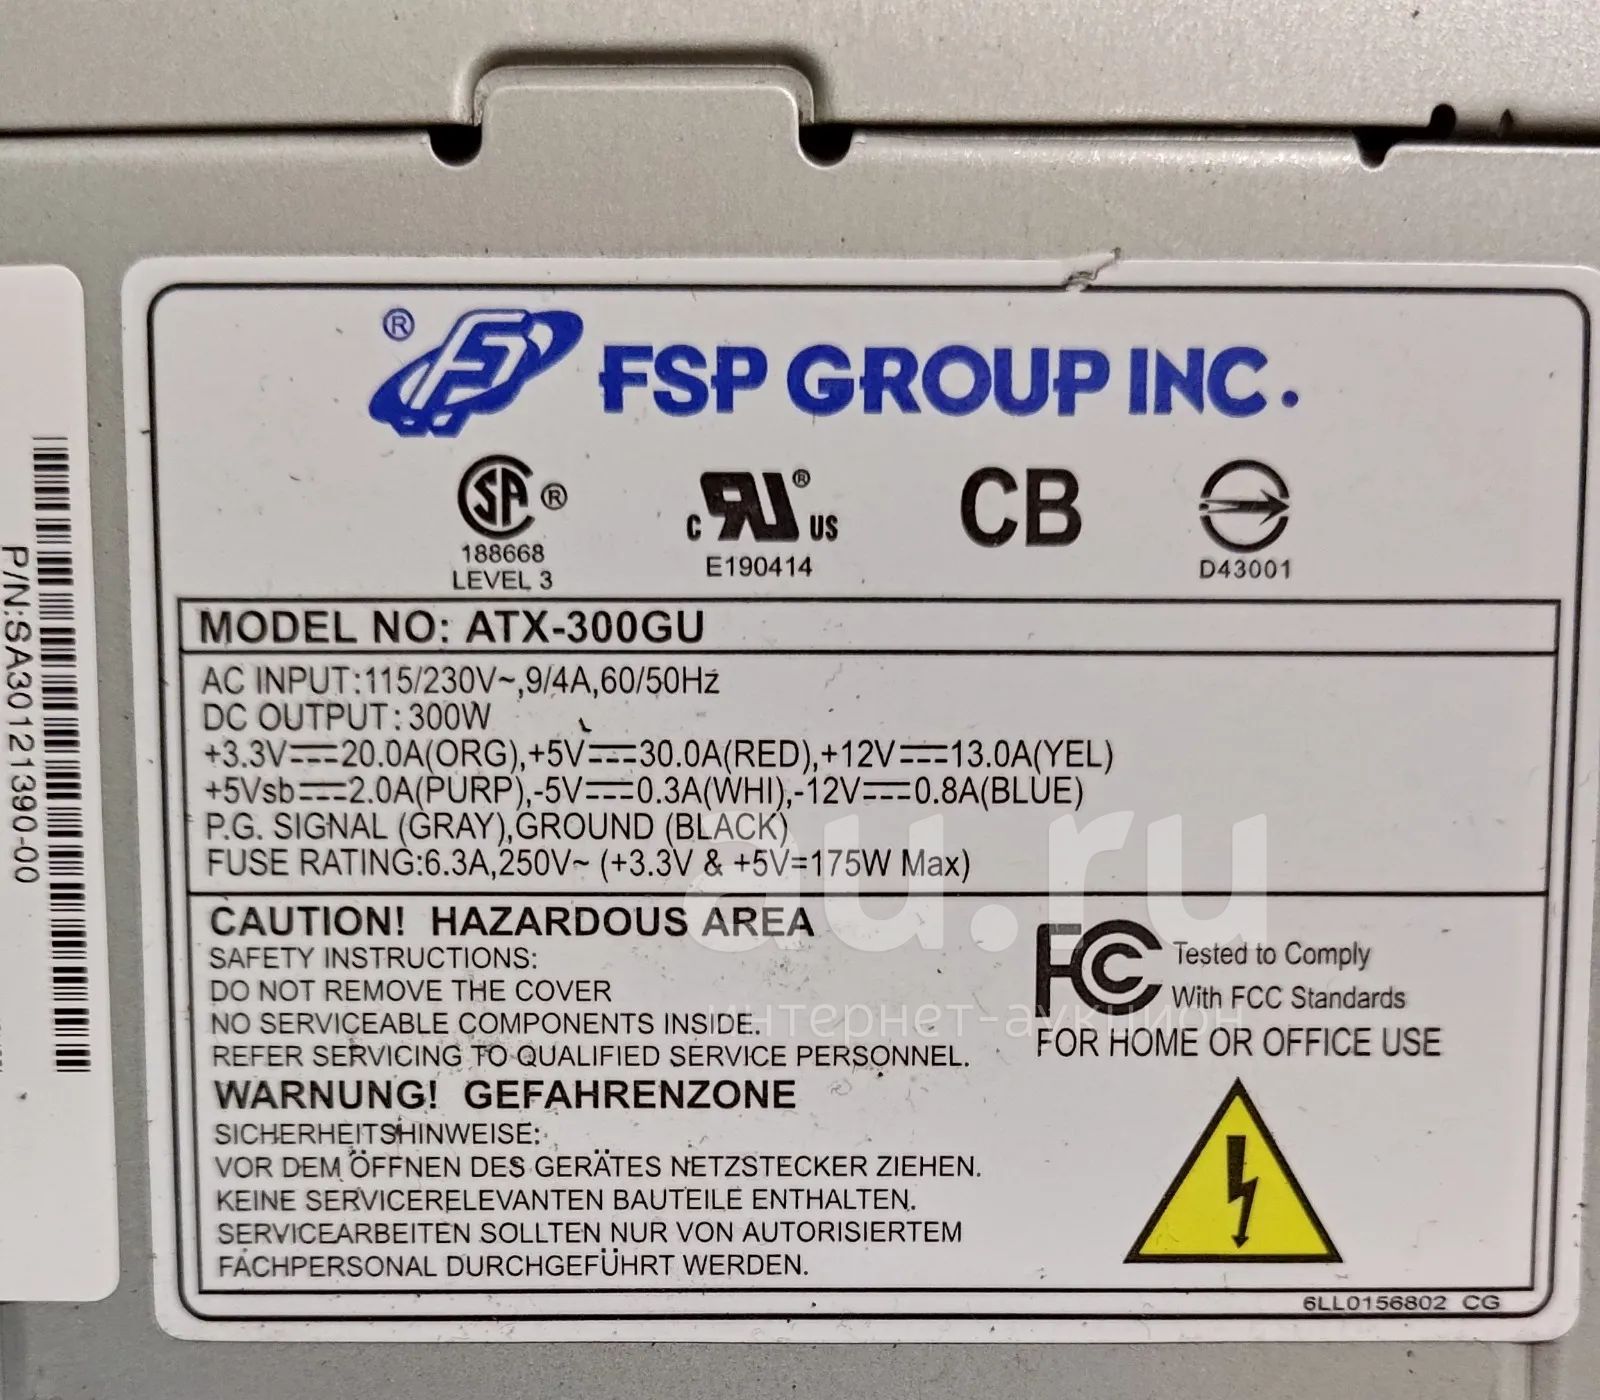 ® FSP GROUP INC.
SA ®
188668
LEVEL 3
c RU ® US
E190414
CB
D43001
MODEL NO: ATX-300GU
AC INPUT:115/230V~,9/4A,60/50Hz
DC OUTPUT:300W
+3.3V⎓20.0A(ORG),+5V⎓30.0A(RED),+12V⎓13.0A(YEL)
+5Vsb⎓2.0A(PURP),-5V⎓0.3A(WHI),-12V⎓0.8A(BLUE)
P.G. SIGNAL (GRAY),GROUND (BLACK)
FUSE RATING:6.3A,250V~ (+3.3V & +5V=175W Max)
CAUTION! HAZARDOUS AREA
SAFETY INSTRUCTIONS:
DO NOT REMOVE THE COVER
NO SERVICEABLE COMPONENTS INSIDE.
REFER SERVICING TO QUALIFIED SERVICE PERSONNEL.
WARNUNG! GEFAHRENZONE
SICHERHEITSHINWEISE:
VOR DEM ÖFFNEN DES GERÄTES NETZSTECKER ZIEHEN.
KEINE SERVICERELEVANTEN BAUTEILE ENTHALTEN.
SERVICEARBEITEN SOLLTEN NUR VON AUTORISIERTEM
FACHPERSONAL DURCHGEFÜHRT WERDEN.
FC Tested to Comply
With FCC Standards
FOR HOME OR OFFICE USE
6LL0156802 CG
P/N:SA30121390-00
au.ru
интернет-аукцион